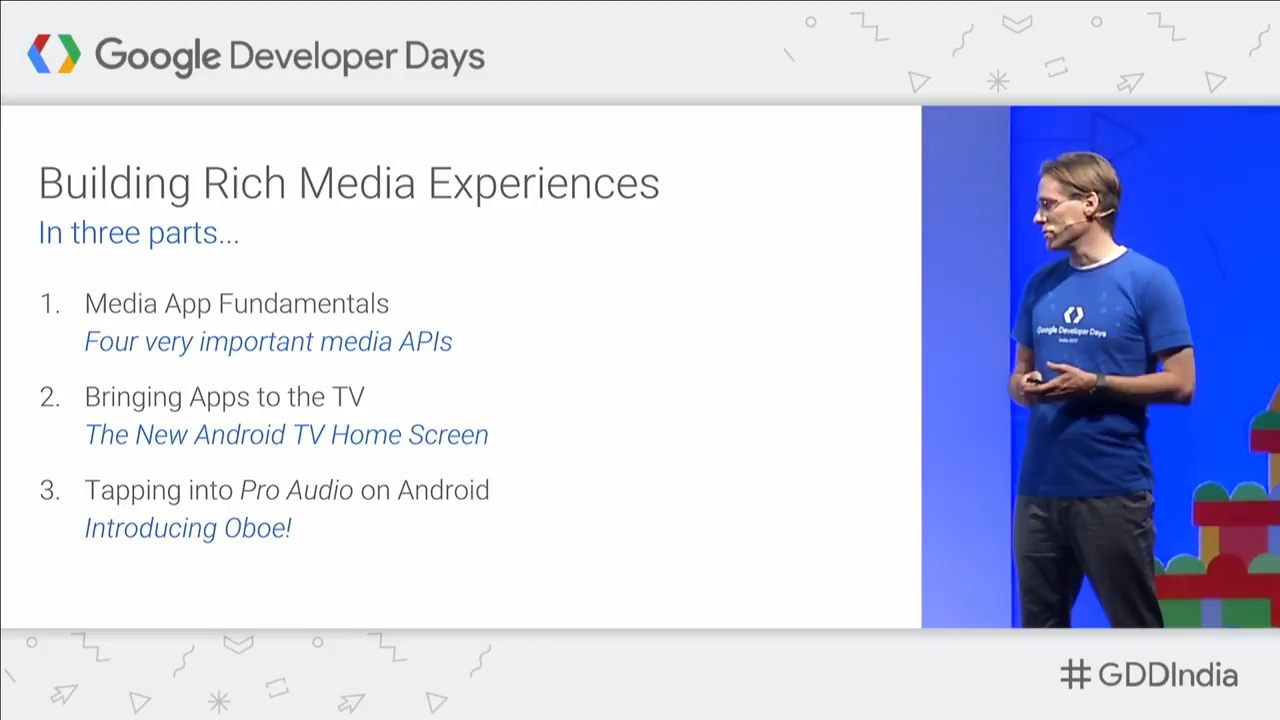 Google Developer Days
Building Rich Media Experiences
In three parts...
1. Media App Fundamentals
Four very important media APIs
2. Bringing Apps to the TV
The New Android TV Home Screen
3. Tapping into Pro Audio on Android
Introducing Oboe!
Google Developer Days
India 2017
#GDDIndia